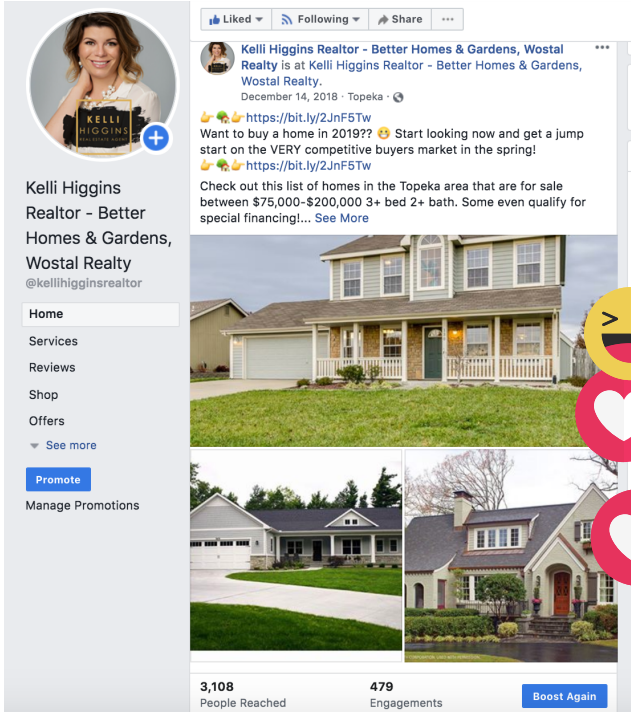 Liked Following Share
KELLI
HIGGINS
REAL ESTATE AGENT
Kelli Higgins
Realtor - Better
Homes & Gardens,
Wostal Realty
@kellihigginsrealtor
Home
Services
Reviews
Shop
Offers
See more
Promote
Manage Promotions
Kelli Higgins Realtor - Better Homes & Gardens, Wostal
Realty is at Kelli Higgins Realtor - Better Homes & Gardens,
Wostal Realty.
December 14, 2018 · Topeka ·
👉🏡👉https://bit.ly/2JnF5Tw
Want to buy a home in 2019?? 😁 Start looking now and get a jump
start on the VERY competitive buyers market in the spring!
👉🏡👉https://bit.ly/2JnF5Tw
Check out this list of homes in the Topeka area that are for sale
between $75,000-$200,000 3+ bed 2+ bath. Some even qualify for
special financing!... See More
3,108 479
People Reached Engagements
Boost Again